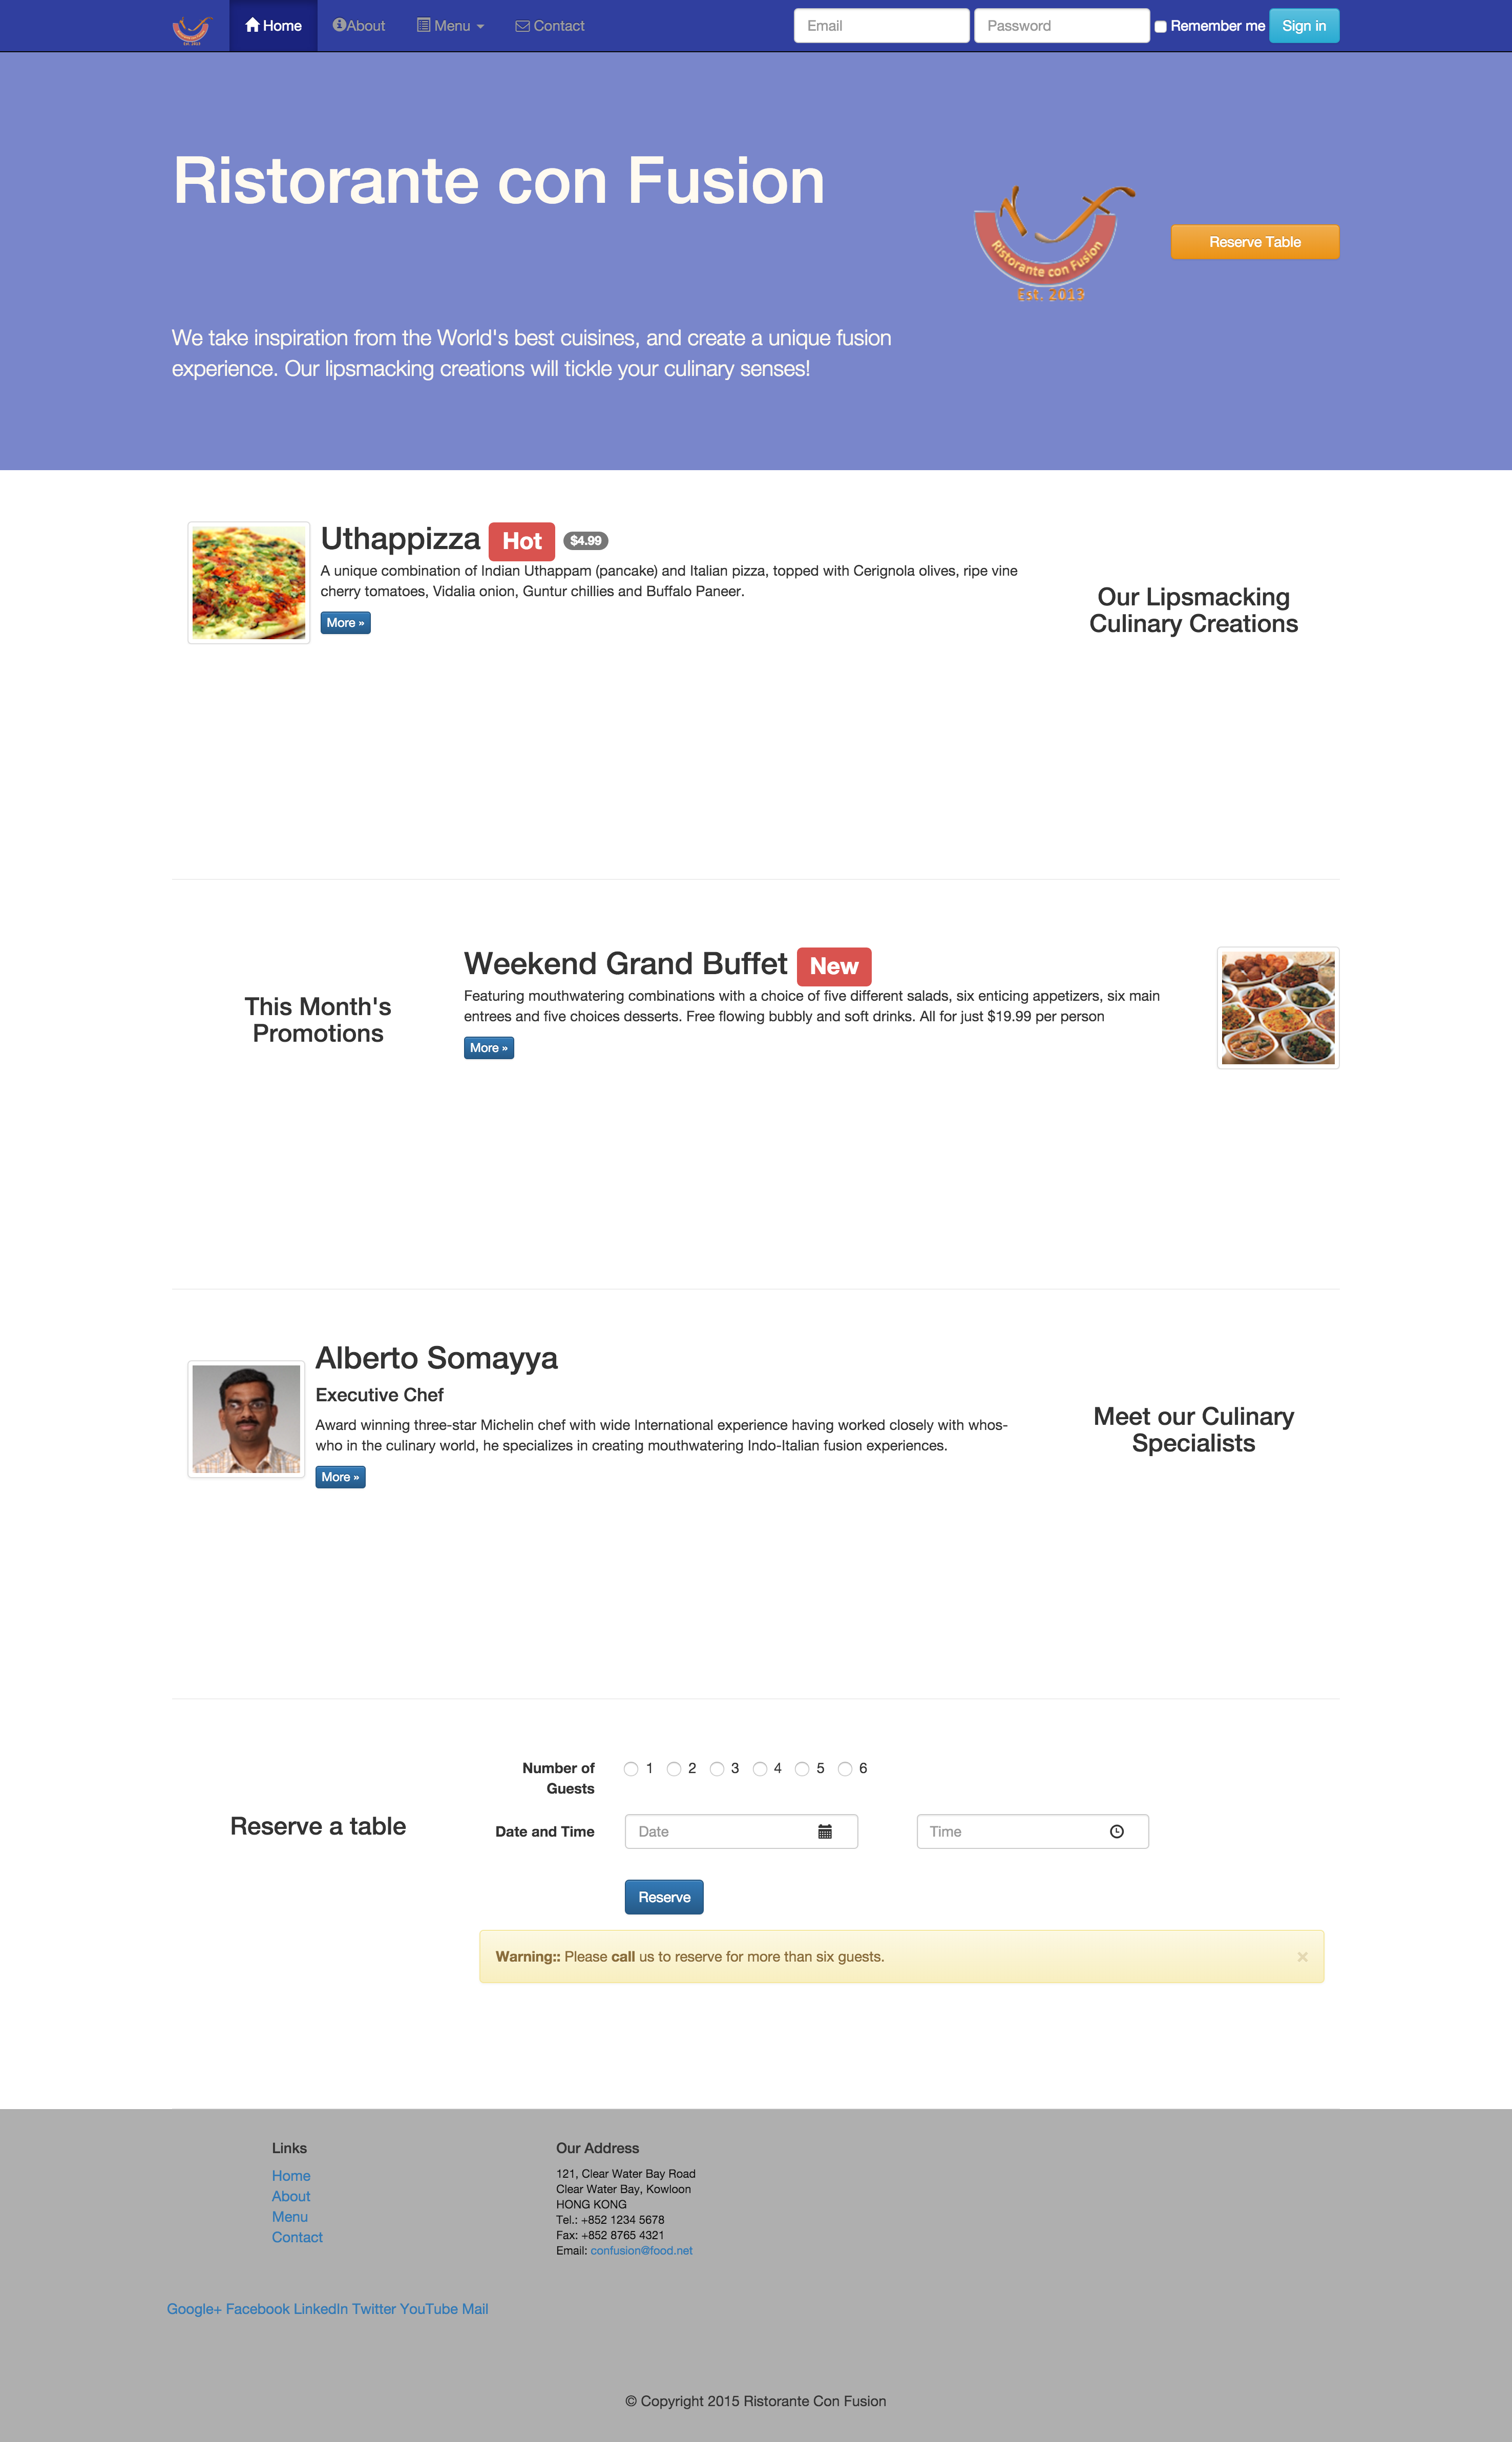 Home About Menu Contact Email Password Remember me Sign in
Ristorante con Fusion
Ristorante con Fusion
Est. 2013
Reserve Table
We take inspiration from the World's best cuisines, and create a unique fusion
experience. Our lipsmacking creations will tickle your culinary senses!
Uthappizza Hot $4.99
A unique combination of Indian Uthappam (pancake) and Italian pizza, topped with Cerignola olives, ripe vine
cherry tomatoes, Vidalia onion, Guntur chillies and Buffalo Paneer.
More »
Our Lipsmacking
Culinary Creations
This Month's
Promotions
Weekend Grand Buffet New
Featuring mouthwatering combinations with a choice of five different salads, six enticing appetizers, six main
entrees and five choices desserts. Free flowing bubbly and soft drinks. All for just $19.99 per person
More »
Alberto Somayya
Executive Chef
Award winning three-star Michelin chef with wide International experience having worked closely with whos-
who in the culinary world, he specializes in creating mouthwatering Indo-Italian fusion experiences.
More »
Meet our Culinary
Specialists
Reserve a table
Number of
Guests
1 2 3 4 5 6
Date and Time
Date
Time
Reserve
Warning:: Please call us to reserve for more than six guests. ×
Links
Home
About
Menu
Contact
Our Address
121, Clear Water Bay Road
Clear Water Bay, Kowloon
HONG KONG
Tel.: +852 1234 5678
Fax: +852 8765 4321
Email: confusion@food.net
Google+ Facebook LinkedIn Twitter YouTube Mail
© Copyright 2015 Ristorante Con Fusion